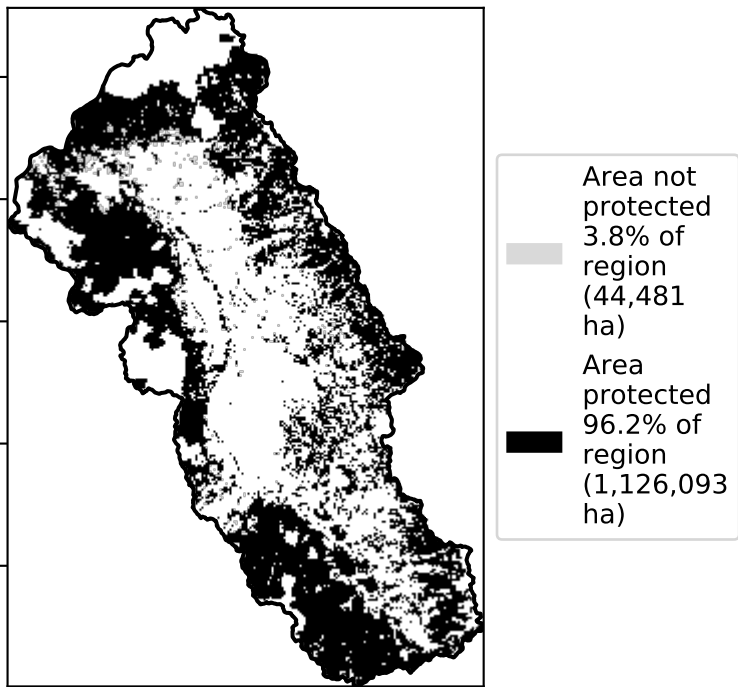 Area not
protected
3.8% of
region
(44,481
ha)
Area
protected
96.2% of
region
(1,126,093
ha)